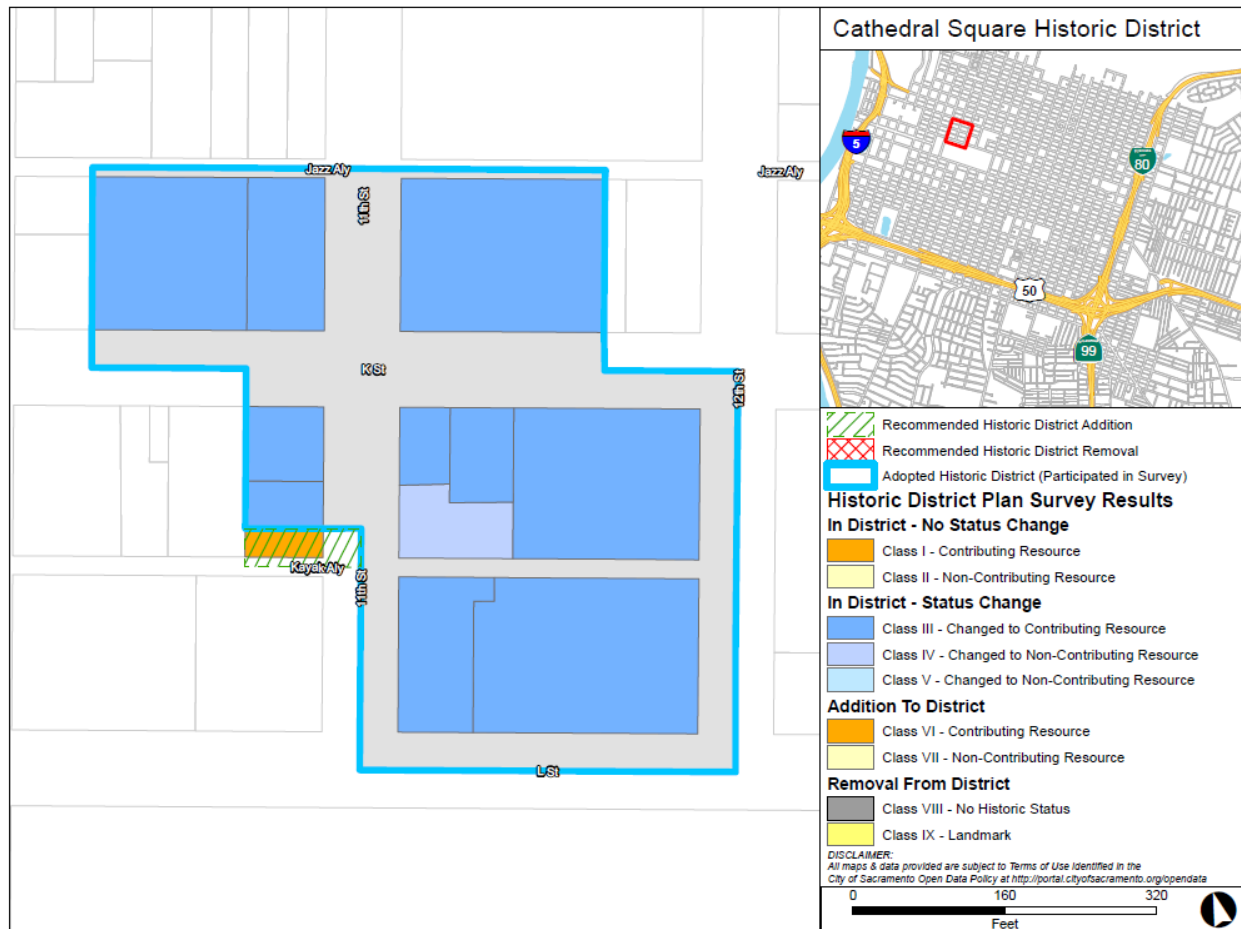 Cathedral Square Historic District
5
80
50
99
Jazz Aly
Jazz Aly
11th St
K St
12th St
Kayak Aly
11th St
L St
Recommended Historic District Addition
Recommended Historic District Removal
Adopted Historic District (Participated in Survey)
Historic District Plan Survey Results
In District - No Status Change
Class I - Contributing Resource
Class II - Non-Contributing Resource
In District - Status Change
Class III - Changed to Contributing Resource
Class IV - Changed to Non-Contributing Resource
Class V - Changed to Non-Contributing Resource
Addition To District
Class VI - Contributing Resource
Class VII - Non-Contributing Resource
Removal From District
Class VIII - No Historic Status
Class IX - Landmark
DISCLAIMER:
All maps & data provided are subject to Terms of Use identified in the
City of Sacramento Open Data Policy at http://portal.cityofsacramento.org/opendata
0 160 320
Feet